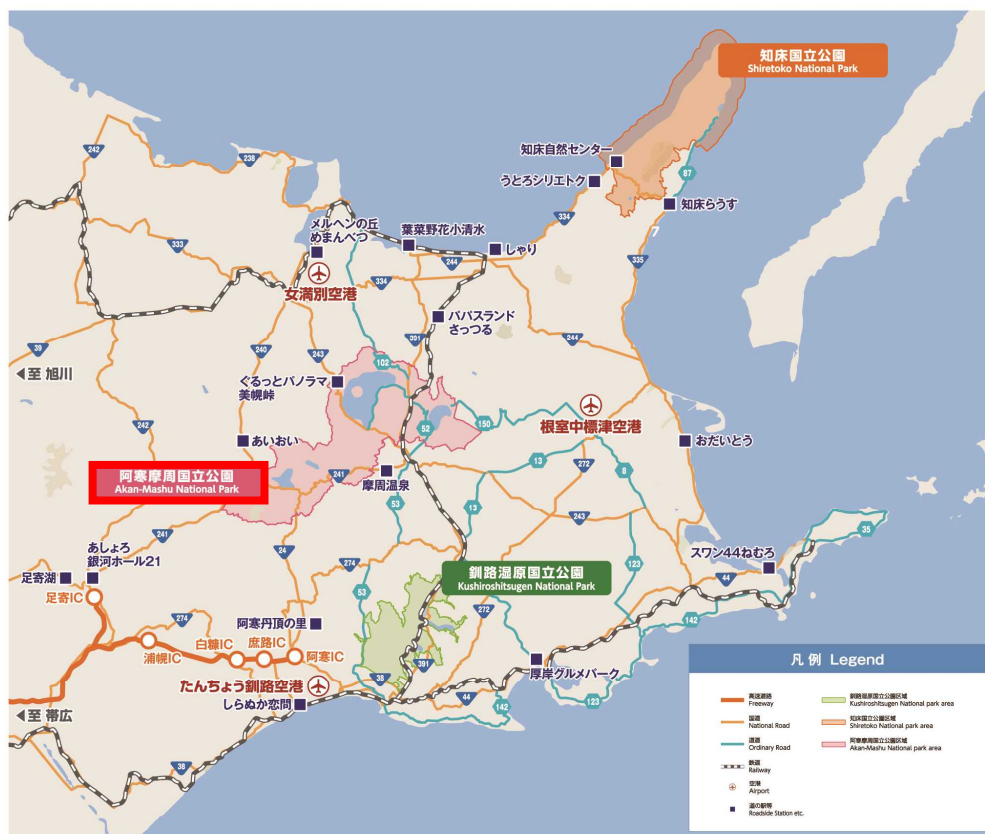 知床国立公園
Shiretoko National Park
知床自然センター
うとろシリエトク
知床らうす
87
334
7
335
242
238
メルヘンの丘
めまんべつ
葉菜野花小清水
しゃり
244
333
334
女満別空港
パパスランド
さっつる
391
244
39
240
243
102
◀至 旭川
ぐるっとパノラマ
美幌峠
52
150
根室中標津空港
242
あいおい
おだいとう
13
272
8
阿寒摩周国立公園
Akan-Mashu National Park
241
摩周温泉
53
13
243
35
241
24
あしょろ
銀河ホール21
274
釧路湿原国立公園
Kushiroshitsugen National Park
123
スワン44ねむろ
44
足寄湖
足寄IC
53
272
274
阿寒丹頂の里
142
浦幌IC
白糠IC
庶路IC
阿寒IC
391
38
厚岸グルメパーク
たんちょう釧路空港
しらぬか恋問
44
123
142
◀至 帯広
38
凡 例 Legend
高速道路
Freeway
国道
National Road
道道
Ordinary Road
鉄道
Railway
空港
Airport
道の駅等
Roadside Station etc.
釧路湿原国立公園区域
Kushiroshitsugen National park area
知床国立公園区域
Shiretoko National park area
阿寒摩周国立公園区域
Akan-Mashu National park area